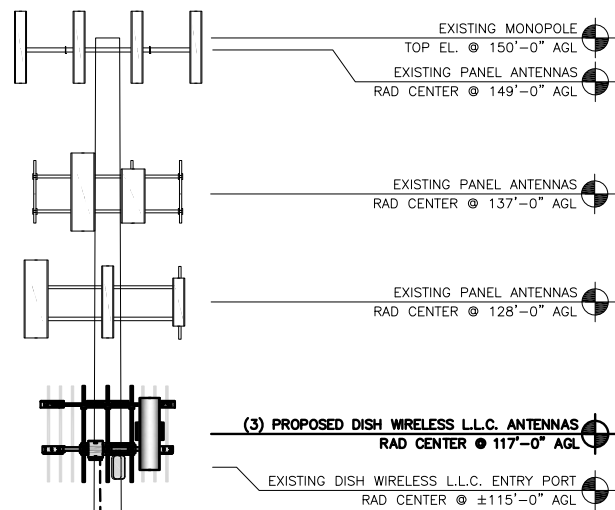 EXISTING MONOPOLE
TOP EL. @ 150'-0" AGL
EXISTING PANEL ANTENNAS
RAD CENTER @ 149'-0" AGL
EXISTING PANEL ANTENNAS
RAD CENTER @ 137'-0" AGL
EXISTING PANEL ANTENNAS
RAD CENTER @ 128'-0" AGL
(3) PROPOSED DISH WIRELESS L.L.C. ANTENNAS
RAD CENTER @ 117'-0" AGL
EXISTING DISH WIRELESS L.L.C. ENTRY PORT
RAD CENTER @ ±115'-0" AGL